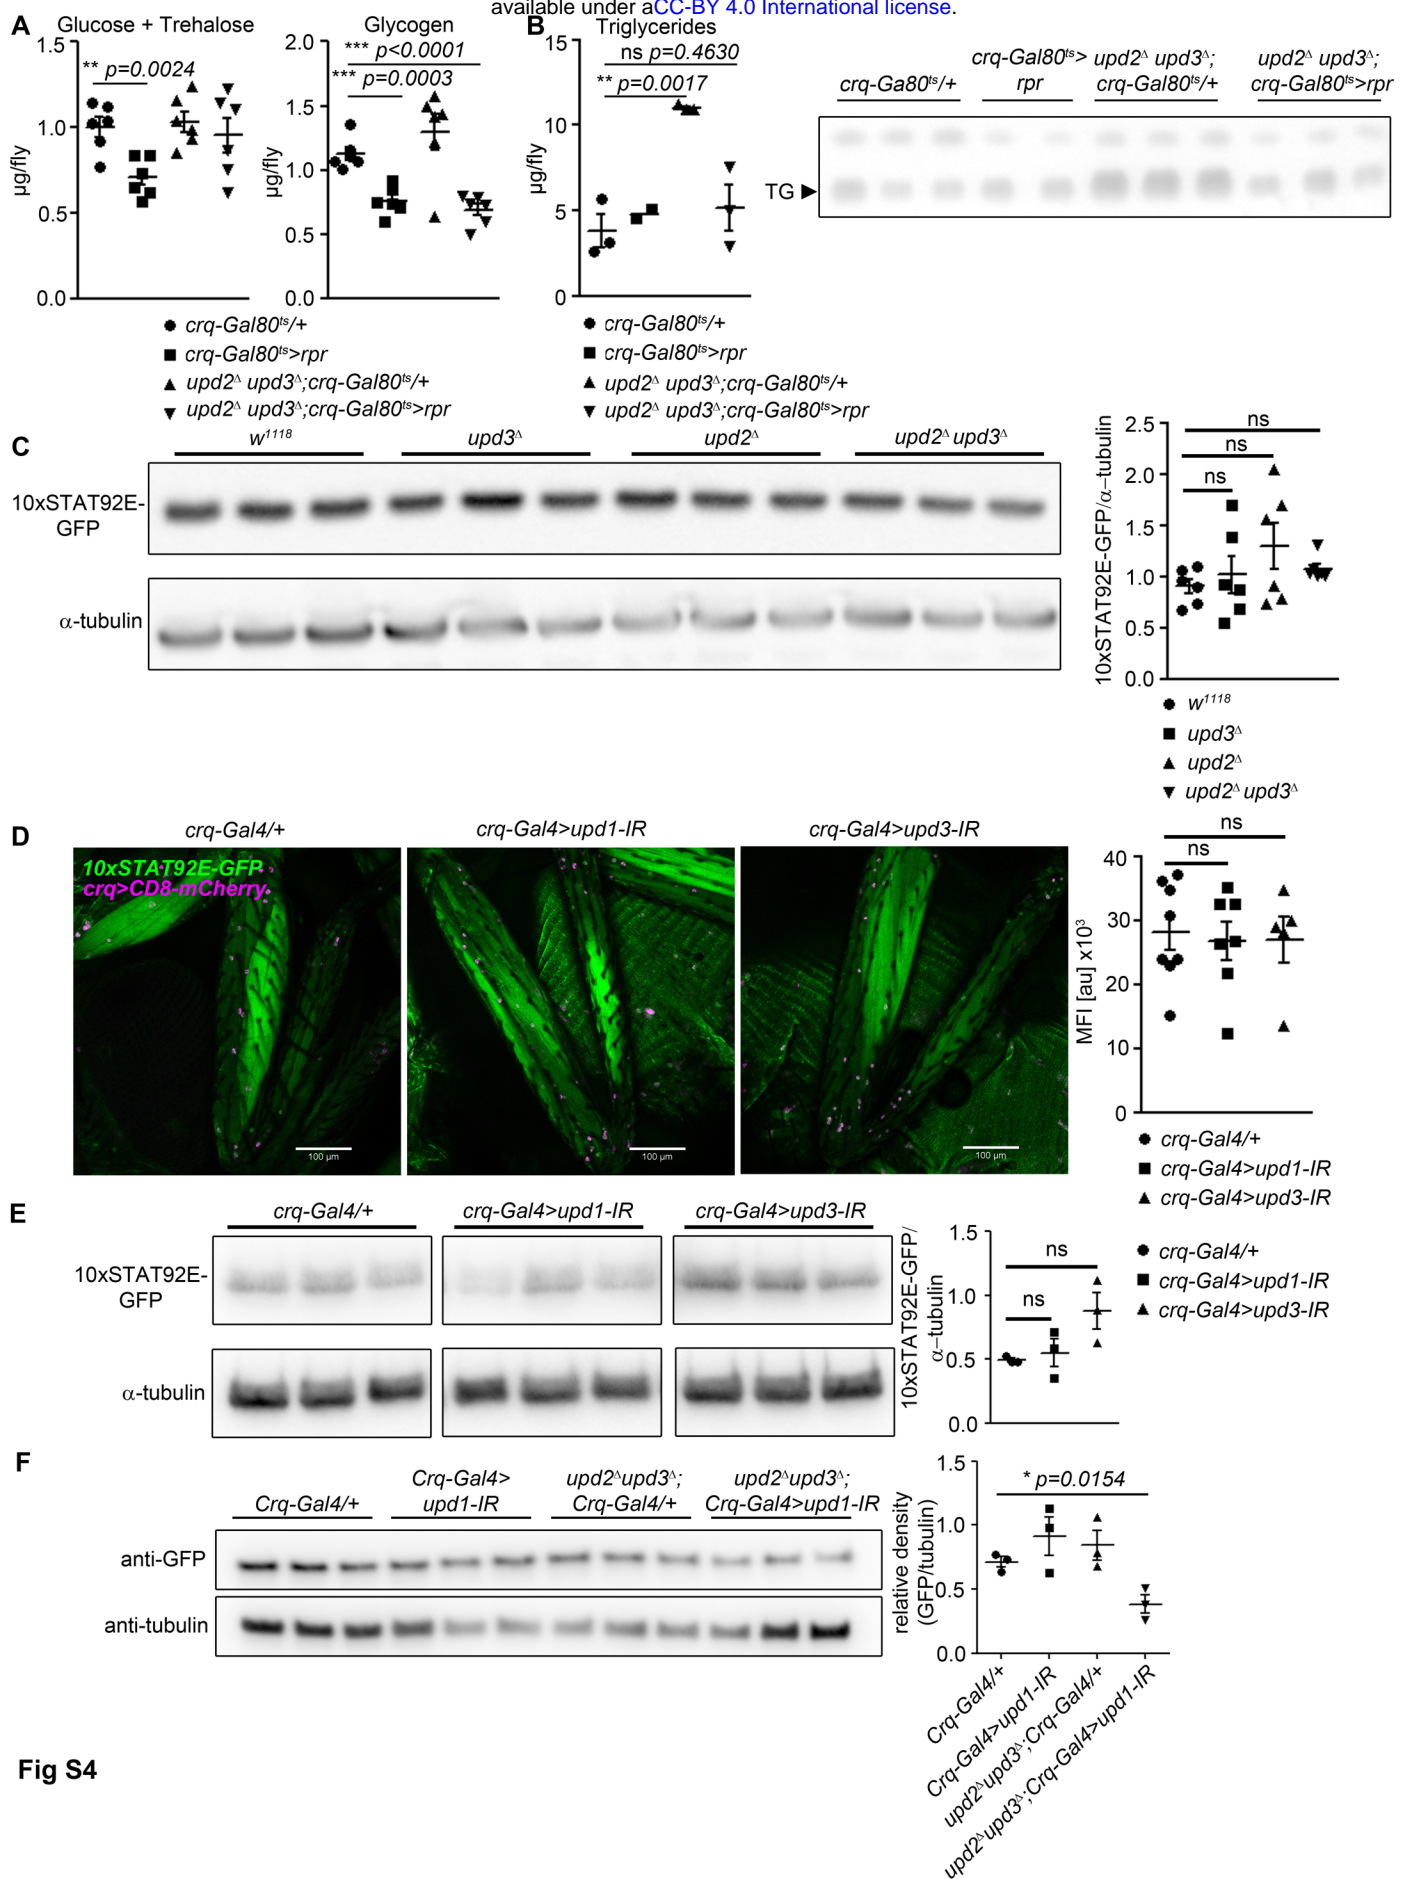 available under aCC-BY 4.0 International license.
A
Glucose + Trehalose
** p=0.0024
µg/fly
1.5
1.0
0.5
0.0
Glycogen
*** p<0.0001
*** p=0.0003
µg/fly
2.0
1.5
1.0
0.5
0.0
crq-Gal80ts/+
crq-Gal80ts>rpr
upd2Δ upd3Δ;crq-Gal80ts/+
upd2Δ upd3Δ;crq-Gal80ts>rpr
B
Triglycerides
ns p=0.4630
** p=0.0017
µg/fly
15
10
5
0
crq-Gal80ts/+
crq-Gal80ts>rpr
upd2Δ upd3Δ;crq-Gal80ts/+
upd2Δ upd3Δ;crq-Gal80ts>rpr
crq-Ga80ts/+
crq-Gal80ts>
rpr
upd2Δ upd3Δ;
crq-Gal80ts/+
upd2Δ upd3Δ;
crq-Gal80ts>rpr
TG
C
w1118
upd3Δ
upd2Δ
upd2Δ upd3Δ
10xSTAT92E-
GFP
α-tubulin
10xSTAT92E-GFP/α-tubulin
2.5
2.0
1.5
1.0
0.5
0.0
ns
ns
ns
w1118
upd3Δ
upd2Δ
upd2Δ upd3Δ
D
crq-Gal4/+
crq-Gal4>upd1-IR
crq-Gal4>upd3-IR
10xSTAT92E-GFP
crq>CD8-mCherry
100 µm
100 µm
100 µm
MFI [au] x10³
40
30
20
10
0
ns
ns
crq-Gal4/+
crq-Gal4>upd1-IR
crq-Gal4>upd3-IR
E
crq-Gal4/+
crq-Gal4>upd1-IR
crq-Gal4>upd3-IR
10xSTAT92E-
GFP
α-tubulin
10xSTAT92E-GFP/
α-tubulin
1.5
1.0
0.5
0.0
ns
ns
crq-Gal4/+
crq-Gal4>upd1-IR
crq-Gal4>upd3-IR
F
Crq-Gal4/+
Crq-Gal4>
upd1-IR
upd2Δupd3Δ;
Crq-Gal4/+
upd2Δupd3Δ;
Crq-Gal4>upd1-IR
anti-GFP
anti-tubulin
relative density
(GFP/tubulin)
1.5
1.0
0.5
0.0
* p=0.0154
Crq-Gal4/+
Crq-Gal4>upd1-IR
upd2Δupd3Δ;Crq-Gal4/+
upd2Δupd3Δ;Crq-Gal4>upd1-IR
Fig S4